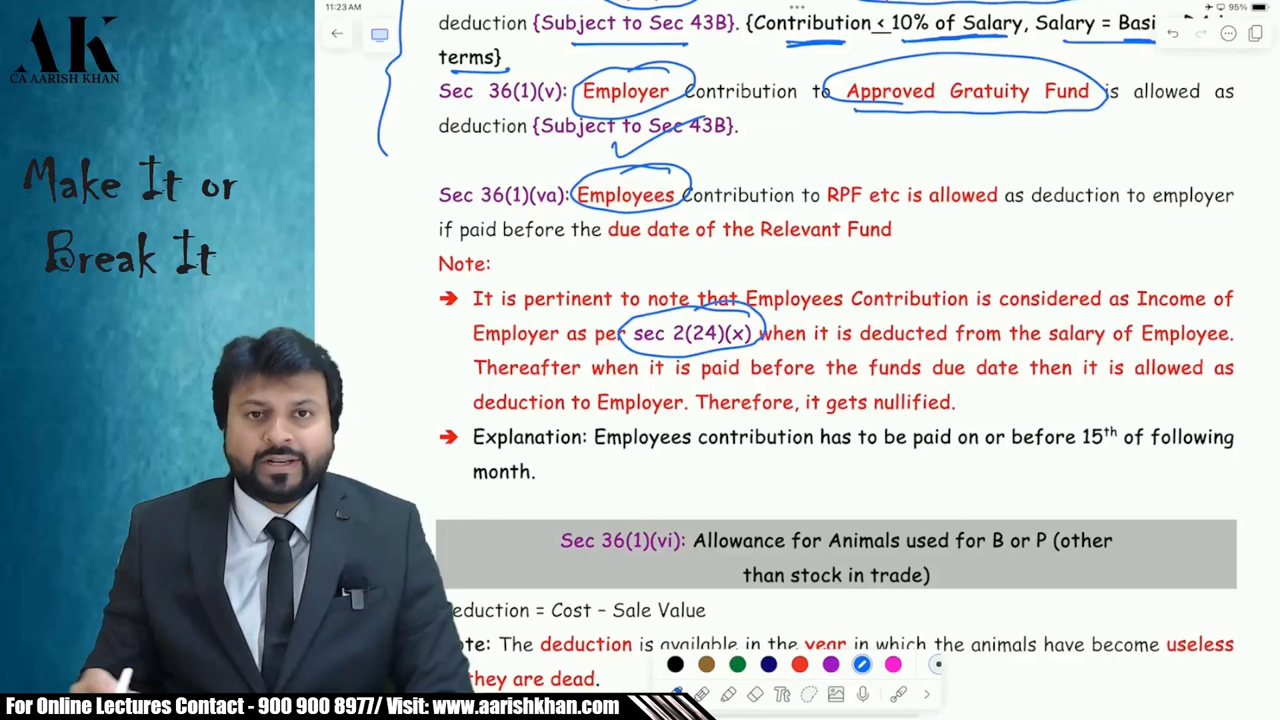 11:23 AM
95%
AK
CA AARISH KHAN
Make It or
Break It
deduction {Subject to Sec 43B}. {Contribution < 10% of Salary, Salary = Basi
terms}
Sec 36(1)(v): Employer Contribution to Approved Gratuity Fund is allowed as
deduction {Subject to Sec 43B}.
Sec 36(1)(va): Employees Contribution to RPF etc is allowed as deduction to employer
if paid before the due date of the Relevant Fund
Note:
➔ It is pertinent to note that Employees Contribution is considered as Income of
Employer as per sec 2(24)(x) when it is deducted from the salary of Employee.
Thereafter when it is paid before the funds due date then it is allowed as
deduction to Employer. Therefore, it gets nullified.
➔ Explanation: Employees contribution has to be paid on or before 15th of following
month.
Sec 36(1)(vi): Allowance for Animals used for B or P (other
than stock in trade)
eduction = Cost – Sale Value
ote: The deduction is available in the year in which the animals have become useless
they are dead.
For Online Lectures Contact - 900 900 8977/ Visit: www.aarishkhan.com